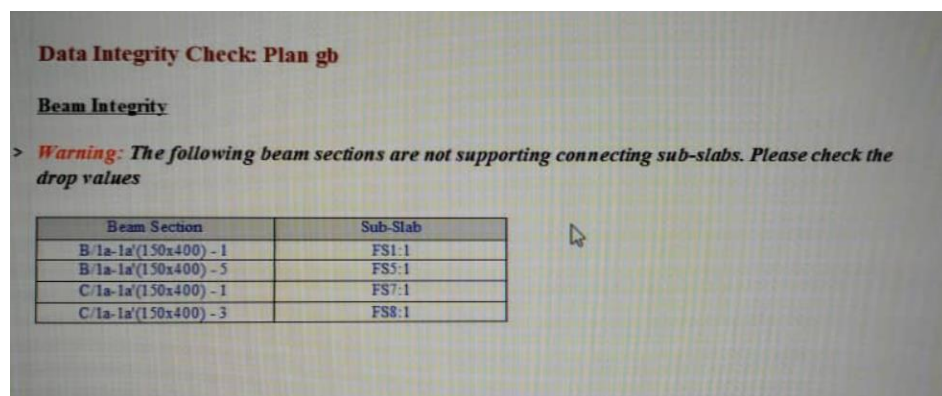 Data Integrity Check: Plan gb
Beam Integrity
> Warning: The following beam sections are not supporting connecting sub-slabs. Please check the
drop values
Beam Section Sub-Slab
B/1a-1a'(150x400) - 1 FS1:1
B/1a-1a'(150x400) - 5 FS5:1
C/1a-1a'(150x400) - 1 FS7:1
C/1a-1a'(150x400) - 3 FS8:1